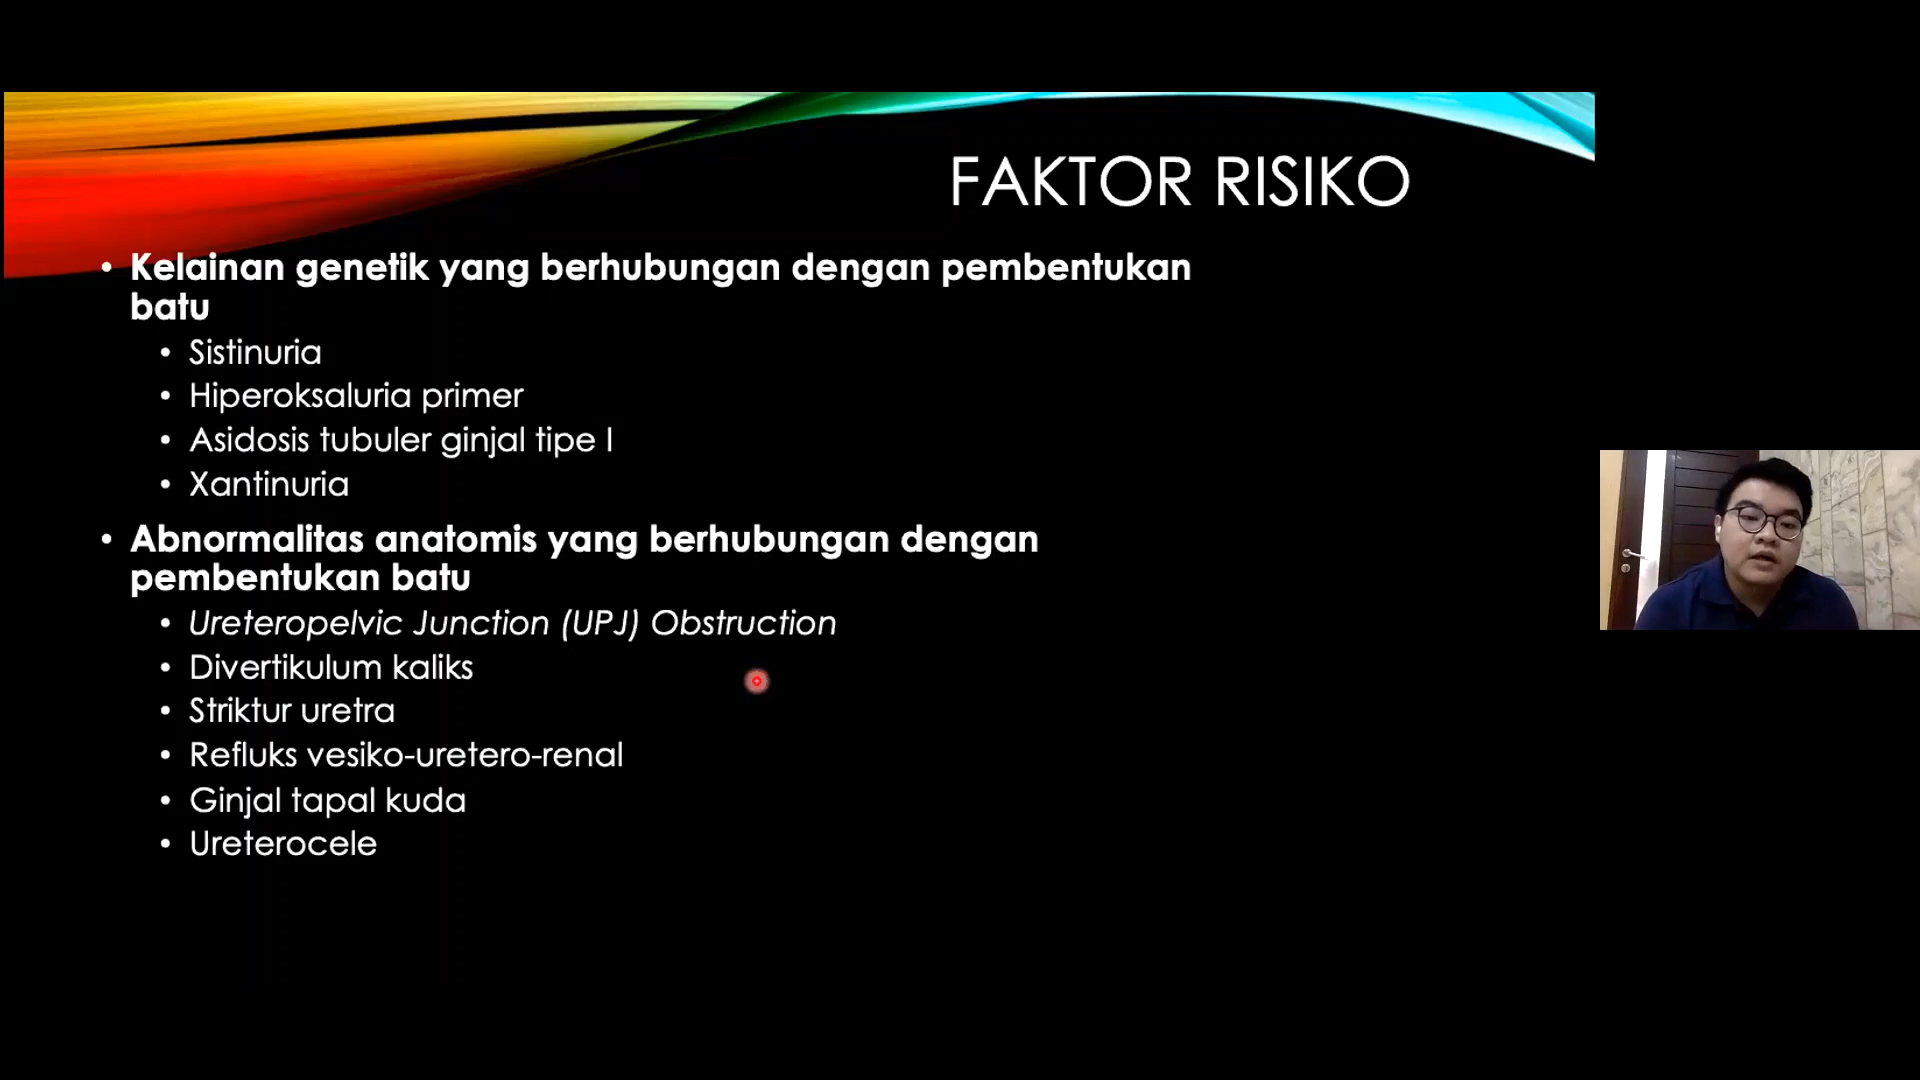 FAKTOR RISIKO
• Kelainan genetik yang berhubungan dengan pembentukan
batu
• Sistinuria
• Hiperoksaluria primer
• Asidosis tubuler ginjal tipe I
• Xantinuria
• Abnormalitas anatomis yang berhubungan dengan
pembentukan batu
• Ureteropelvic Junction (UPJ) Obstruction
• Divertikulum kaliks
• Striktur uretra
• Refluks vesiko-uretero-renal
• Ginjal tapal kuda
• Ureterocele